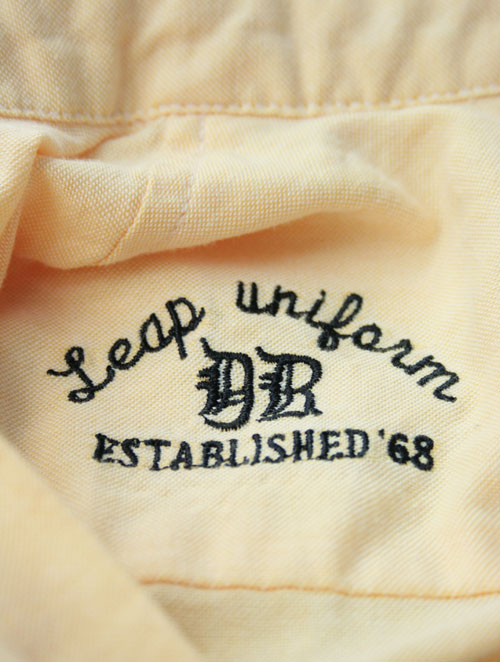 Leap uniform
DR
ESTABLISHED '68